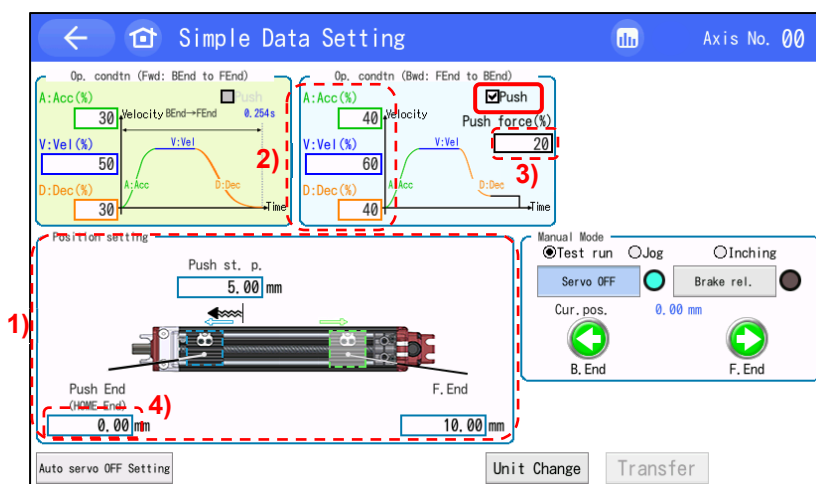 Simple Data Setting
Axis No. 00
Op. condtn (Fwd: BEnd to FEnd)
A:Acc(%)
30
Push
Velocity BEnd→FEnd 0.254s
V:Vel(%)
50
V:Vel
D:Dec(%)
30
A:Acc
D:Dec
Time
2)
Op. condtn (Bwd: FEnd to BEnd)
A:Acc(%)
40
Push
Velocity
Push force(%)
20
3)
V:Vel(%)
60
V:Vel
D:Dec(%)
40
A:Acc
D:Dec
Time
1)
Position setting
Push st. p.
5.00 mm
Push End
(HOME End)
4)
0.00 mm
F.End
10.00 mm
Manual Mode
Test run Jog Inching
Servo OFF
Brake rel.
Cur.pos. 0.00 mm
B.End
F.End
Auto servo OFF Setting
Unit Change
Transfer